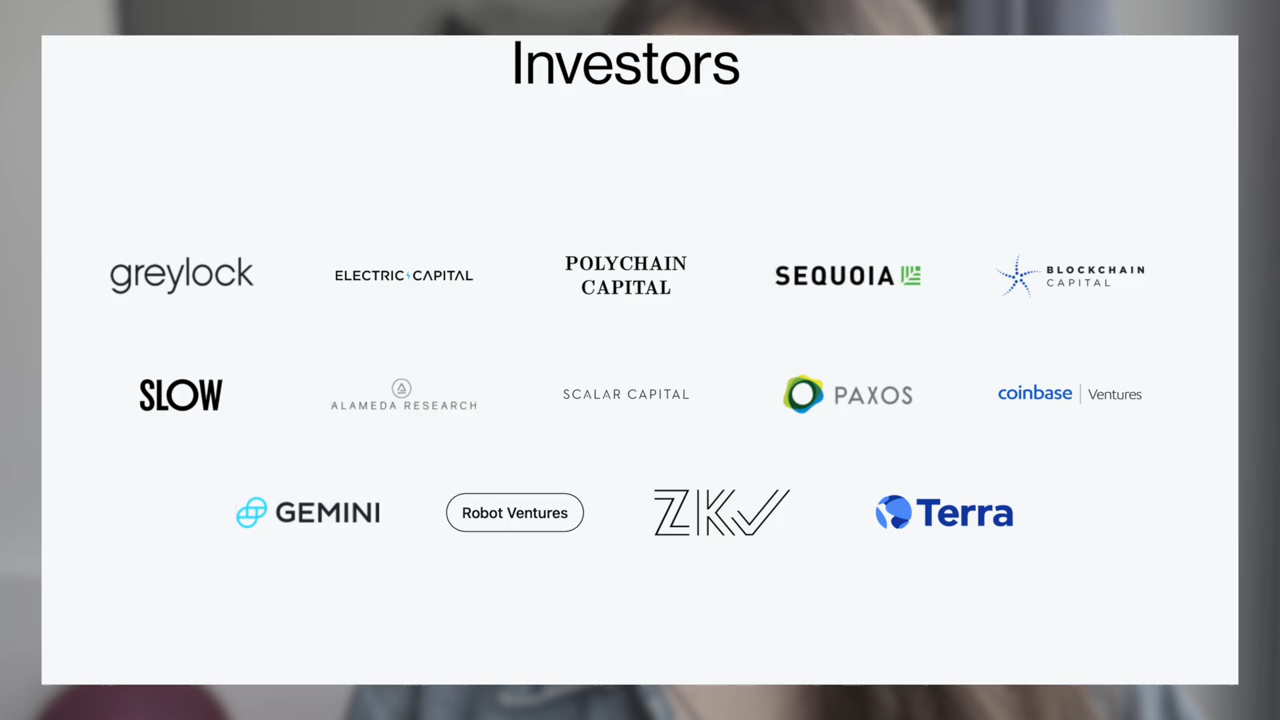 Investors
greylock
ELECTRIC CAPITAL
POLYCHAIN
CAPITAL
SEQUOIA
BLOCKCHAIN
CAPITAL
SLOW
ALAMEDA RESEARCH
SCALAR CAPITAL
PAXOS
coinbase | Ventures
GEMINI
Robot Ventures
ZKV
Terra